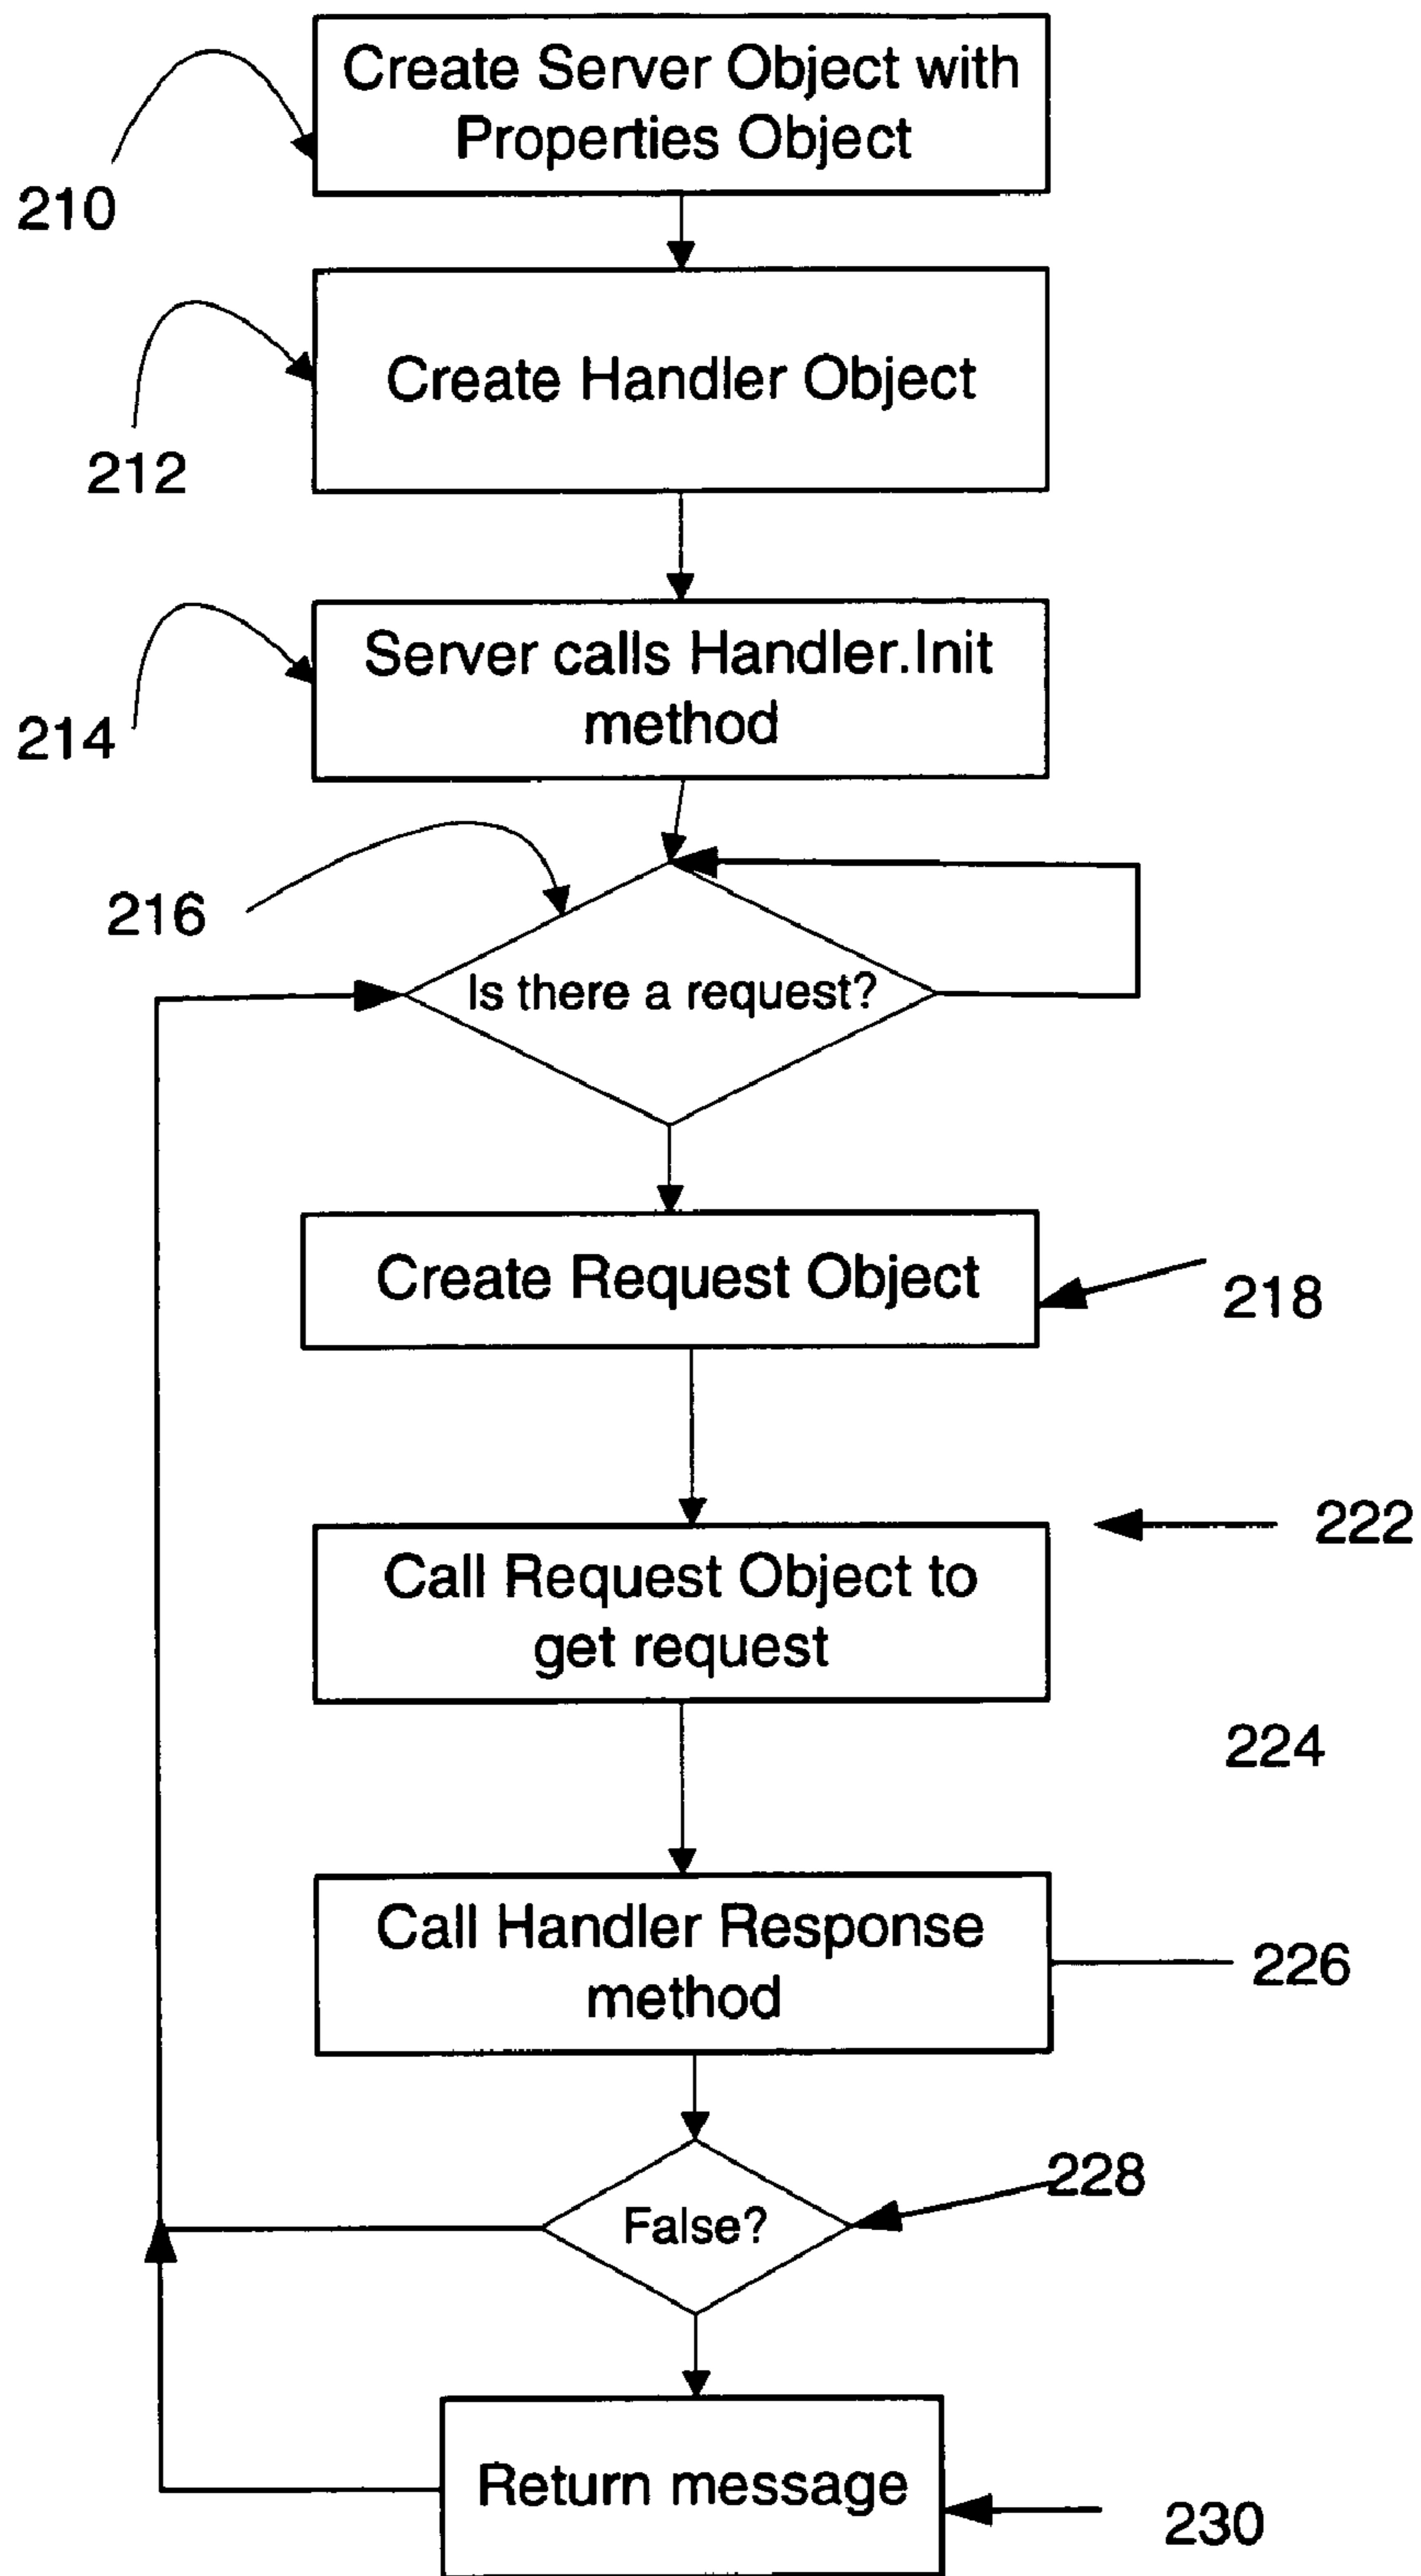 Create Server Object with
Properties Object
210
Create Handler Object
212
Server calls Handler.Init
method
214
216
Is there a request?
Create Request Object
218
222
Call Request Object to
get request
224
Call Handler Response
method
226
228
False?
Return message
230